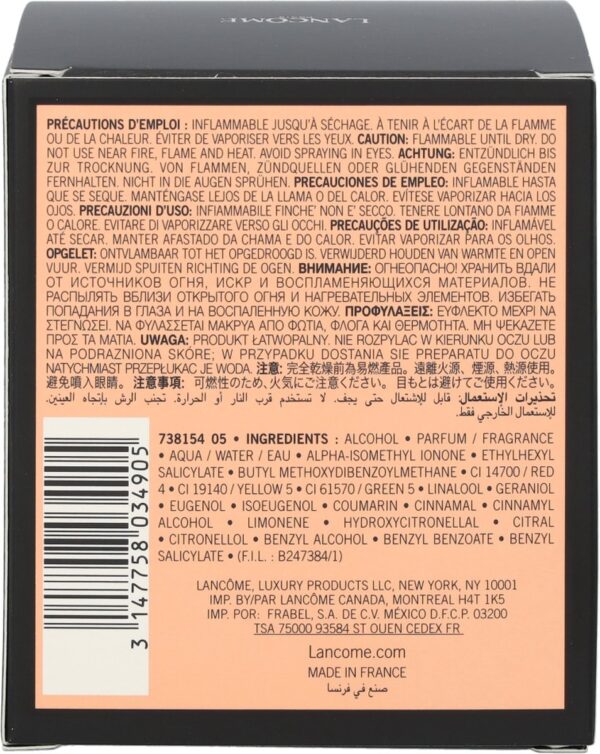 LANCÔME
PRÉCAUTIONS D'EMPLOI : INFLAMMABLE JUSQU'À SÉCHAGE. À TENIR À L'ÉCART DE LA FLAMME
OU DE LA CHALEUR. ÉVITER DE VAPORISER VERS LES YEUX. CAUTION: FLAMMABLE UNTIL DRY. DO
NOT USE NEAR FIRE, FLAME AND HEAT. AVOID SPRAYING IN EYES. ACHTUNG: ENTZÜNDLICH BIS
ZUR TROCKNUNG. VON FLAMMEN, ZÜNDQUELLEN ODER GLÜHENDEN GEGENSTÄNDEN
FERNHALTEN. NICHT IN DIE AUGEN SPRÜHEN. PRECAUCIONES DE EMPLEO: INFLAMABLE HASTA
QUE SE SEQUE. MANTÉNGASE LEJOS DE LA LLAMA O DEL CALOR. EVÍTESE VAPORIZAR HACIA LOS
OJOS. PRECAUZIONI D'USO: INFIAMMABILE FINCHE' NON E' SECCO. TENERE LONTANO DA FIAMME
O CALORE. EVITARE DI VAPORIZZARE VERSO GLI OCCHI. PRECAUÇÕES DE UTILIZAÇÃO: INFLAMÁVEL
ATÉ SECAR. MANTER AFASTADO DA CHAMA E DO CALOR. EVITAR VAPORIZAR PARA OS OLHOS.
OPGELET: ONTVLAMBAAR TOT HET OPGEDROOGD IS. VERWIJDERD HOUDEN VAN WARMTE EN OPEN
VUUR. VERMIJD SPUITEN RICHTING DE OGEN. ВНИМАНИЕ: ОГНЕОПАСНО! ХРАНИТЬ ВДАЛИ
ОТ ИСТОЧНИКОВ ОГНЯ, ИСКР И ВОСПЛАМЕНЯЮЩИХСЯ МАТЕРИАЛОВ. НЕ
РАСПЫЛЯТЬ ВБЛИЗИ ОТКРЫТОГО ОГНЯ И НАГРЕВАТЕЛЬНЫХ ЭЛЕМЕНТОВ. ИЗБЕГАТЬ
ПОПАДАНИЯ В ГЛАЗА И НА ВОСПАЛЕННУЮ КОЖУ. ΠΡΟΦΥΛΑΞΕΙΣ: ΕΥΦΛΕΚΤΟ ΜΕΧΡΙ ΝΑ
ΣΤΕΓΝΩΣΕΙ. ΝΑ ΦΥΛΑΣΣΕΤΑΙ ΜΑΚΡΥΑ ΑΠΟ ΦΩΤΙΑ, ΦΛΟΓΑ ΚΑΙ ΘΕΡΜΟΤΗΤΑ. ΜΗ ΨΕΚΑΖΕΤΕ
ΠΡΟΣ ΤΑ ΜΑΤΙΑ. UWAGA: PRODUKT ŁATWOPALNY. NIE ROZPYLAĆ W KIERUNKU OCZU LUB
NA PODRAŻNIONĄ SKÓRĘ; W PRZYPADKU DOSTANIA SIĘ PREPARATU DO OCZU
NATYCHMIAST PRZEPŁUKAĆ JE WODĄ. 注意: 完全乾燥前為易燃產品。遠離火源、煙源、熱源使用。
避免噴入眼睛。注意事項: 可燃性のため、火気にご注意ください。目もとは避けてご使用ください。
تحذيرات الإستعمال: قابل للإشتعال حتى يجف. لا تستخدم قرب النار أو الحرارة. تجنب الرش بإتجاه العينين.
للإستعمال الخارجي فقط.
738154 05 • INGREDIENTS : ALCOHOL • PARFUM / FRAGRANCE
• AQUA / WATER / EAU • ALPHA-ISOMETHYL IONONE • ETHYLHEXYL
SALICYLATE • BUTYL METHOXYDIBENZOYLMETHANE • CI 14700 / RED
4 • CI 19140 / YELLOW 5 • CI 61570 / GREEN 5 • LINALOOL • GERANIOL
• EUGENOL • ISOEUGENOL • COUMARIN • CINNAMAL • CINNAMYL
ALCOHOL • LIMONENE • HYDROXYCITRONELLAL • CITRAL •
CITRONELLOL • BENZYL ALCOHOL • BENZYL BENZOATE • BENZYL
SALICYLATE • (F.I.L. : B247384/1)
3 147758 034905
LANCÔME, LUXURY PRODUCTS LLC, NEW YORK, NY 10001
IMP. BY/PAR LANCÔME CANADA, MONTREAL H4T 1K5
IMP. POR: FRABEL, S.A. DE C.V. MÉXICO D.F.C.P. 03200
TSA 75000 93584 ST OUEN CEDEX FR
Lancome.com
MADE IN FRANCE
صنع في فرنسا